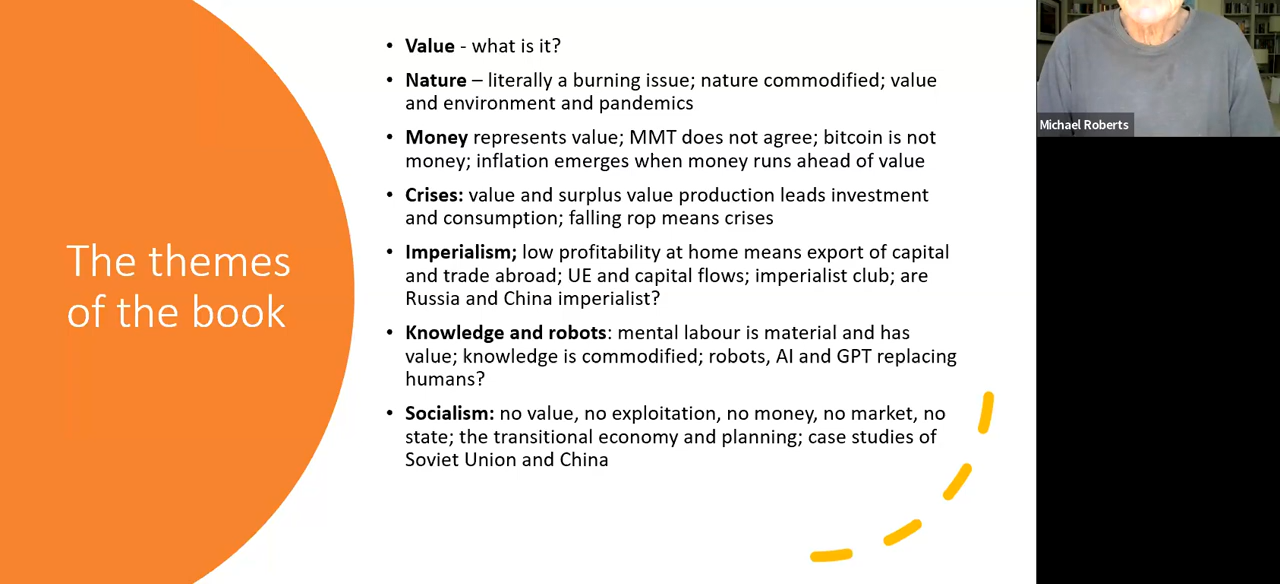 The themes
of the book
• Value - what is it?
• Nature – literally a burning issue; nature commodified; value
and environment and pandemics
• Money represents value; MMT does not agree; bitcoin is not
money; inflation emerges when money runs ahead of value
• Crises: value and surplus value production leads investment
and consumption; falling rop means crises
• Imperialism; low profitability at home means export of capital
and trade abroad; UE and capital flows; imperialist club; are
Russia and China imperialist?
• Knowledge and robots: mental labour is material and has
value; knowledge is commodified; robots, AI and GPT replacing
humans?
• Socialism: no value, no exploitation, no money, no market, no
state; the transitional economy and planning; case studies of
Soviet Union and China
Michael Roberts